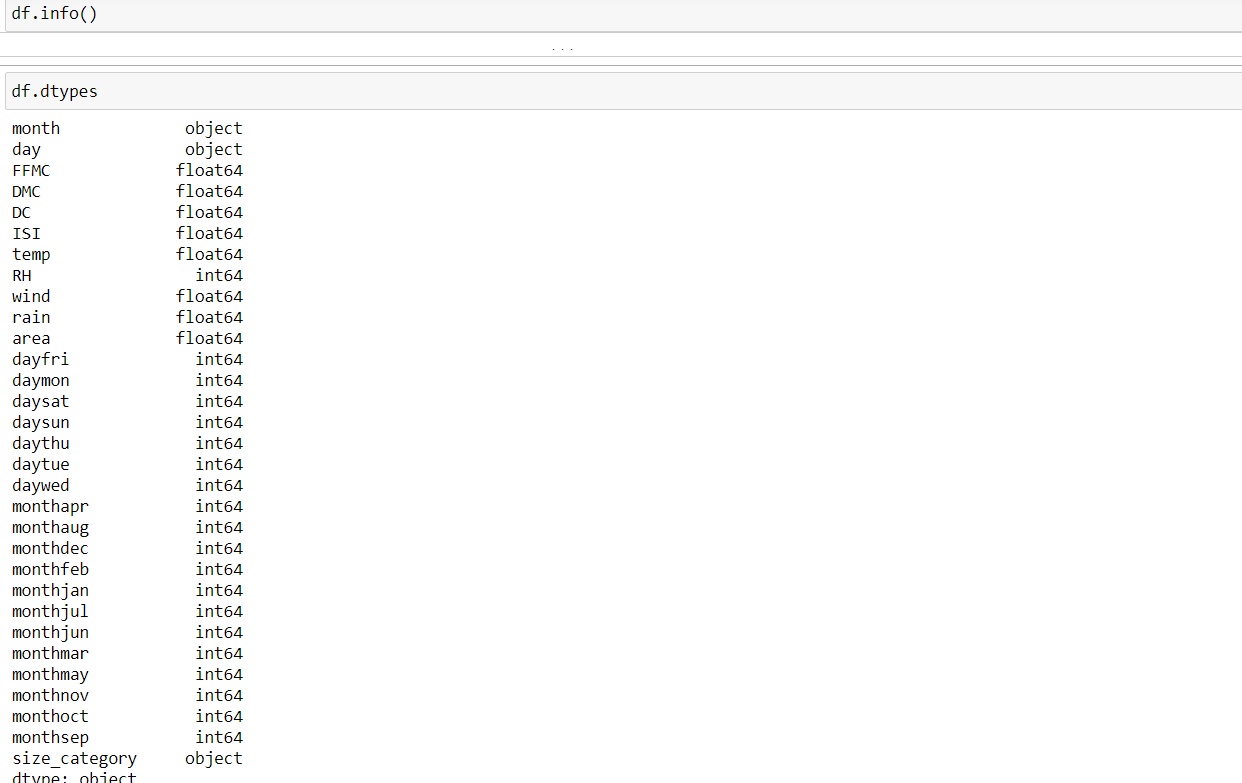 df.info()
...
df.dtypes
month object
day object
FFMC float64
DMC float64
DC float64
ISI float64
temp float64
RH int64
wind float64
rain float64
area float64
dayfri int64
daymon int64
daysat int64
daysun int64
daythu int64
daytue int64
daywed int64
monthapr int64
monthaug int64
monthdec int64
monthfeb int64
monthjan int64
monthjul int64
monthjun int64
monthmar int64
monthmay int64
monthnov int64
monthoct int64
monthsep int64
size_category object
dtype: object